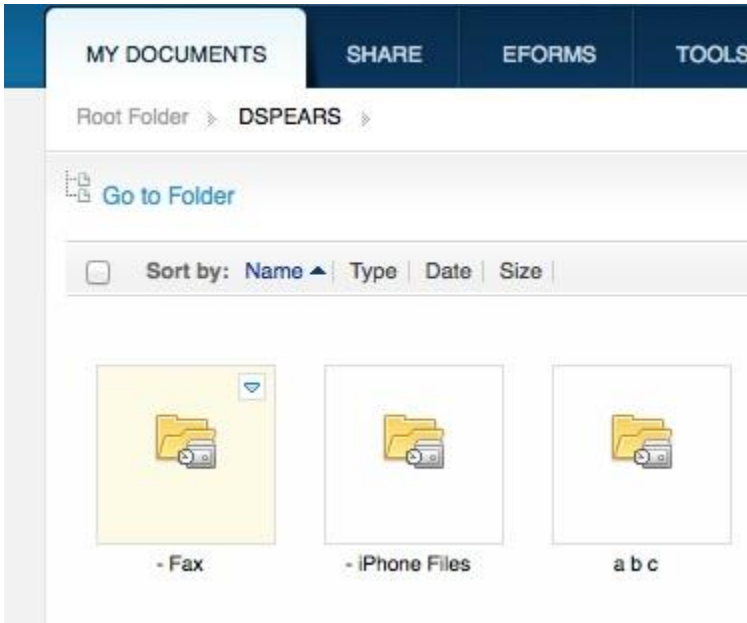 MY DOCUMENTS SHARE EFORMS TOOLS
Root Folder DSPEARS
Go to Folder
Sort by: Name Type Date Size
- Fax - iPhone Files a b c